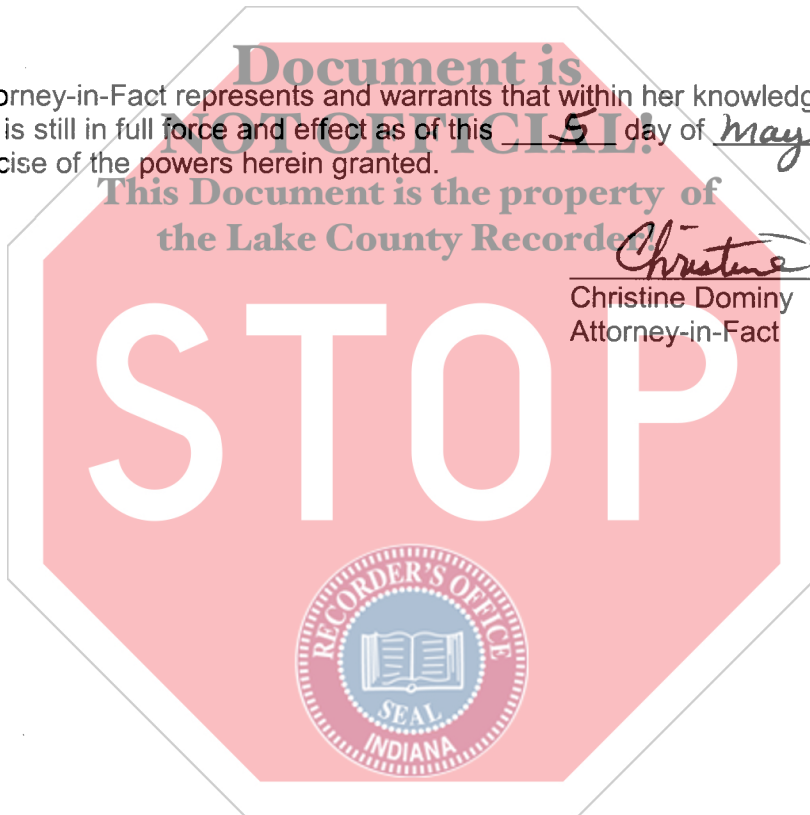 Document is
orney-in-Fact represents and warrants that within her knowledg
is still in full force and effect as of this 5 day of May
NOT OFFICIAL!
cise of the powers herein granted.
This Document is the property of
the Lake County Recorder!
Christine
Christine Dominy
Attorney-in-Fact
STOP
RECORDER'S OFFICE
SEAL
INDIANA